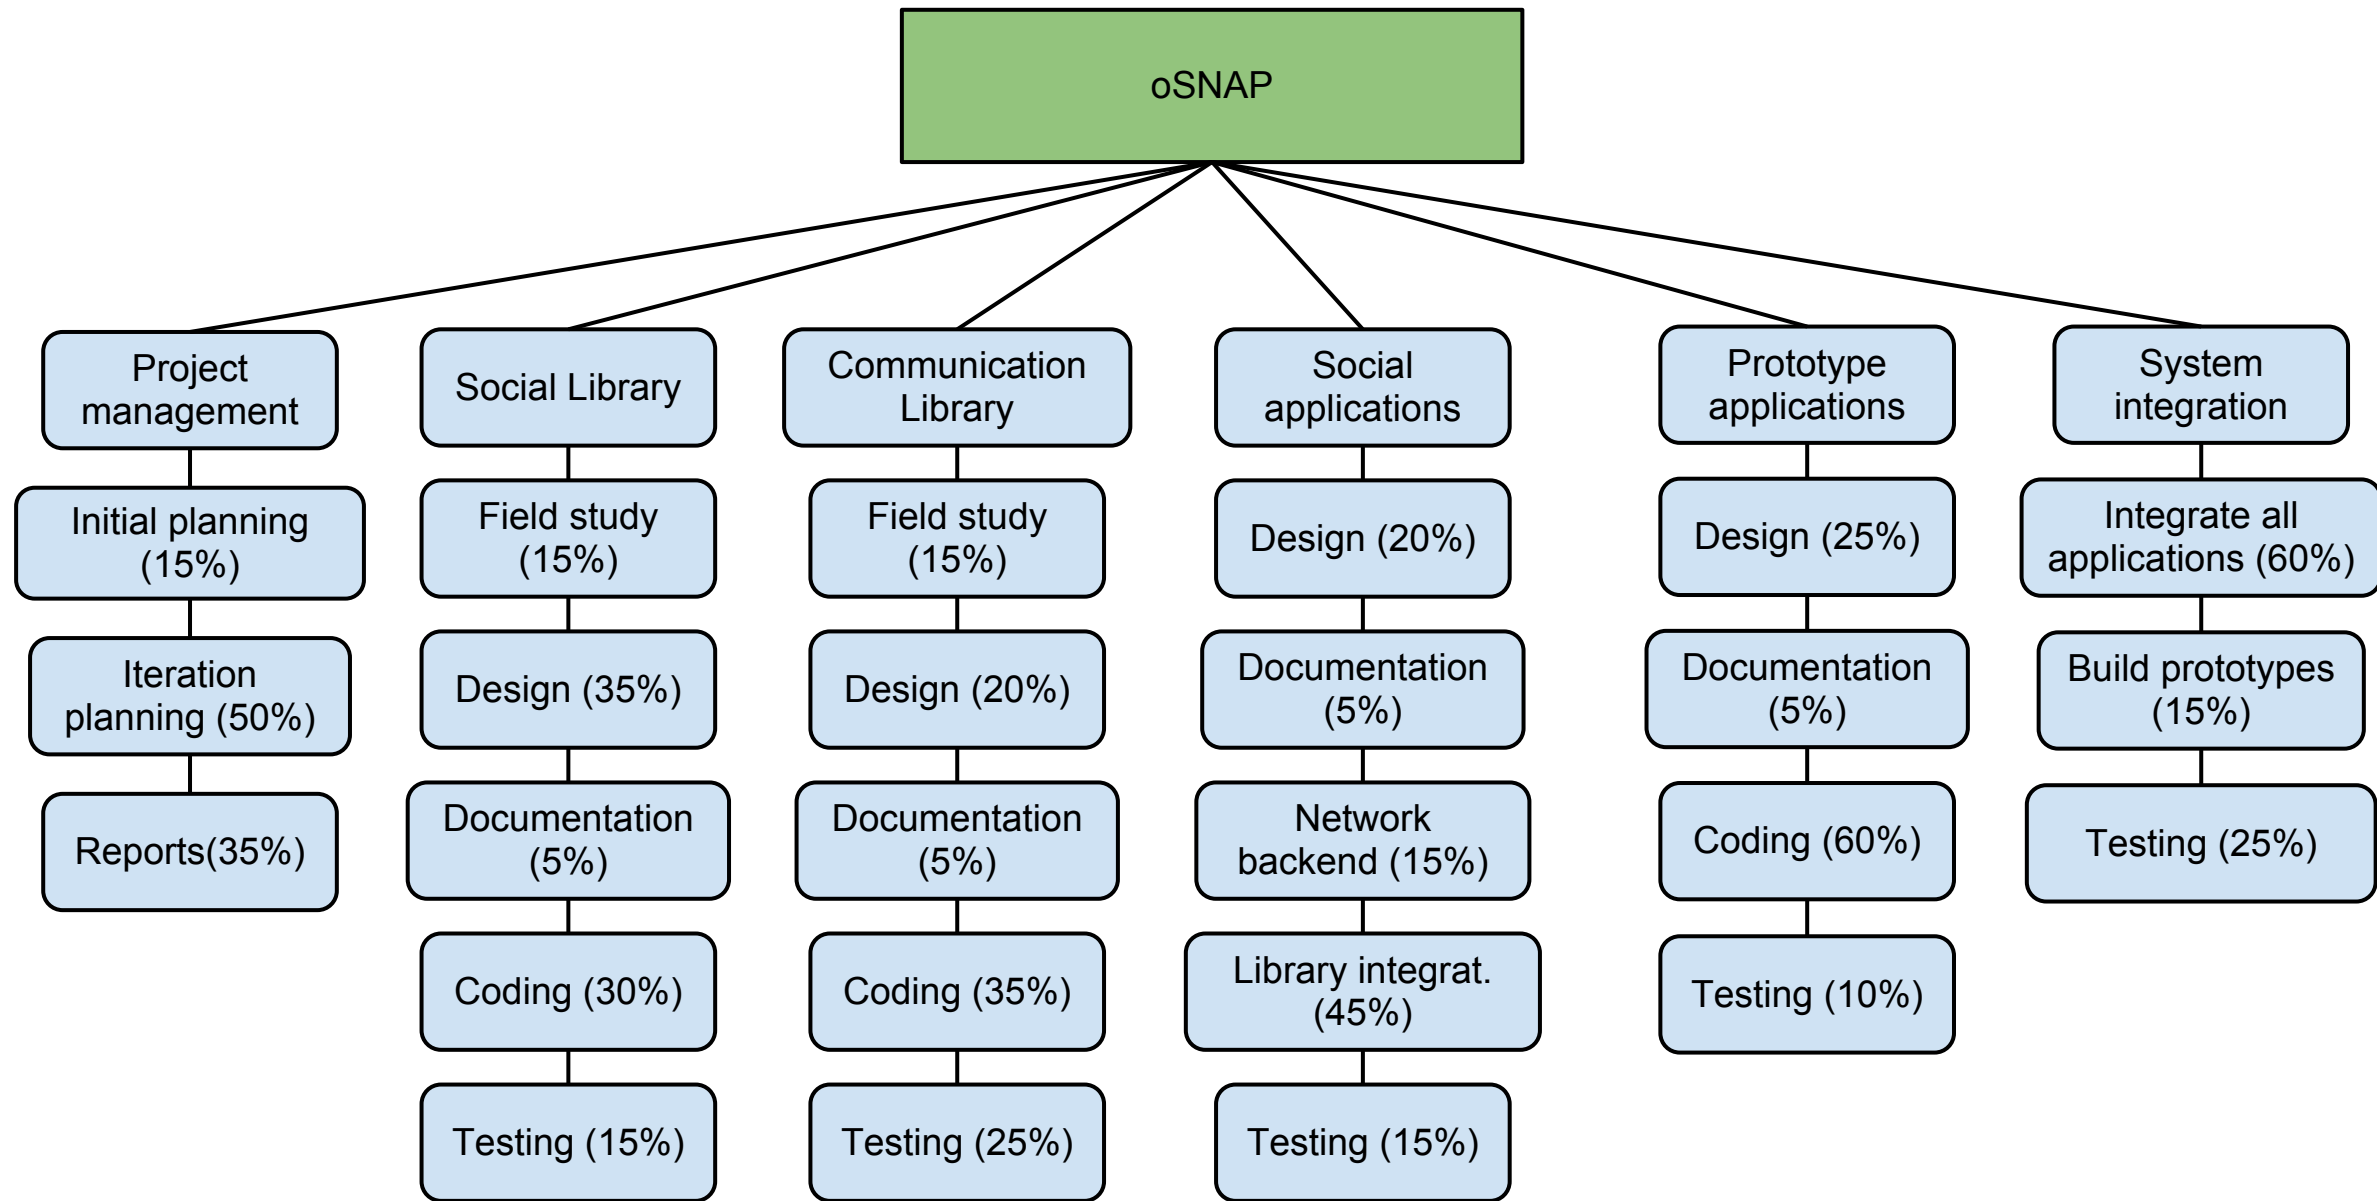 oSNAP
Project
management
Initial planning
(15%)
Iteration
planning (50%)
Reports(35%)
Social Library
Field study
(15%)
Design (35%)
Documentation
(5%)
Coding (30%)
Testing (15%)
Communication
Library
Field study
(15%)
Design (20%)
Documentation
(5%)
Coding (35%)
Testing (25%)
Social
applications
Design (20%)
Documentation
(5%)
Network
backend (15%)
Library integrat.
(45%)
Testing (15%)
Prototype
applications
Design (25%)
Documentation
(5%)
Coding (60%)
Testing (10%)
System
integration
Integrate all
applications (60%)
Build prototypes
(15%)
Testing (25%)